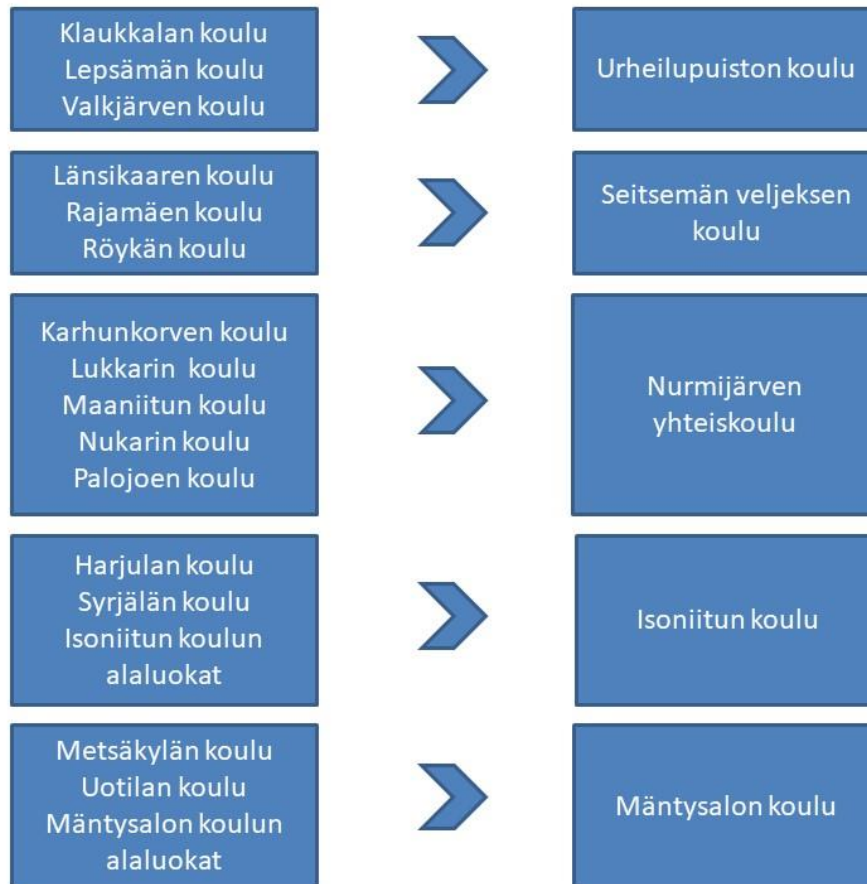 Klaukkalan koulu
Lepsämän koulu
Valkjärven koulu
Urheilupuiston koulu
Länsikaaren koulu
Rajamäen koulu
Röykän koulu
Seitsemän veljeksen
koulu
Karhunkorven koulu
Lukkarin koulu
Maaniitun koulu
Nukarin koulu
Palojoen koulu
Nurmijärven
yhteiskoulu
Harjulan koulu
Syrjälän koulu
Isoniitun koulun
alaluokat
Isoniitun koulu
Metsäkylän koulu
Uotilan koulu
Mäntysalon koulun
alaluokat
Mäntysalon koulu